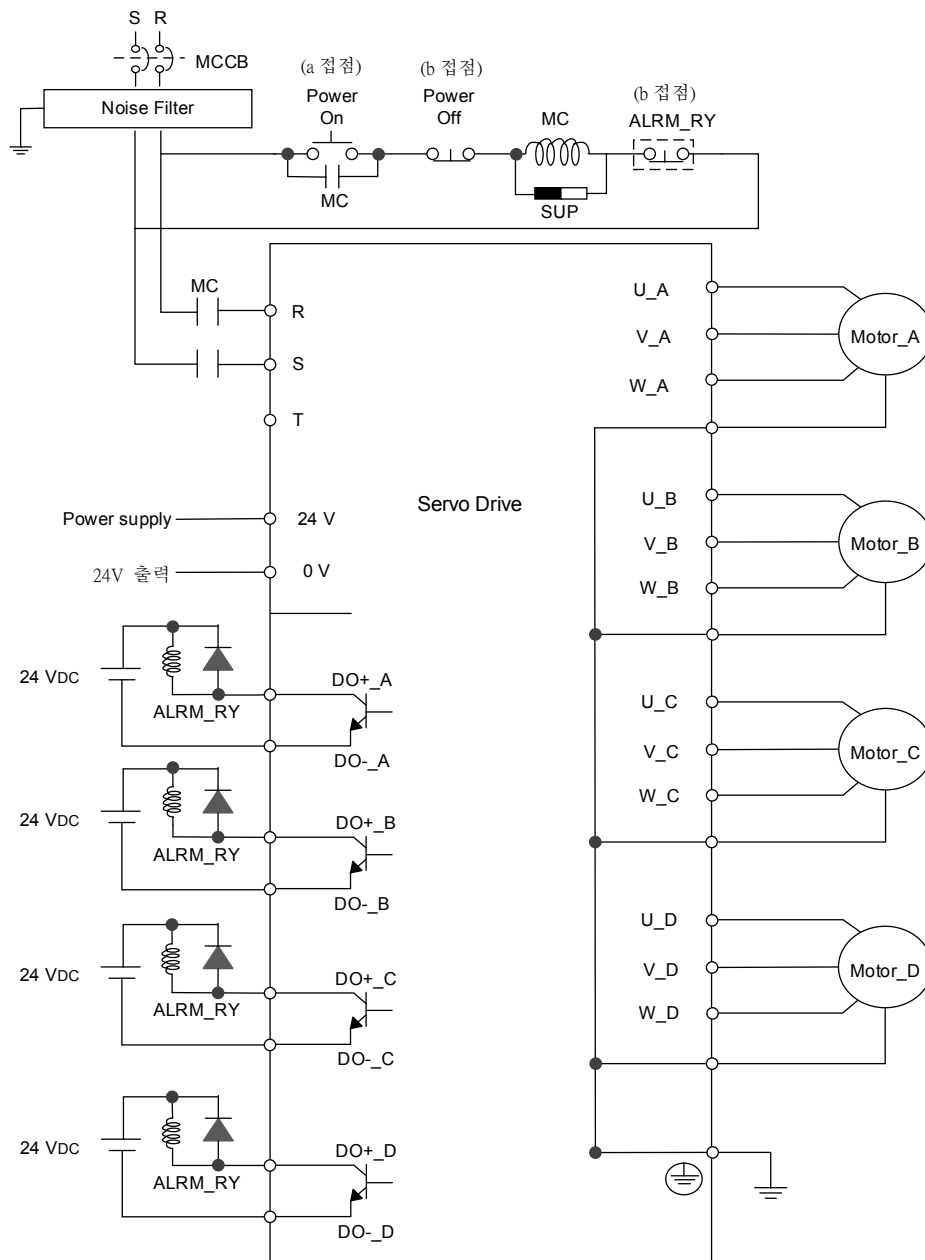 S R
MCCB
Noise Filter
(a 접점)
Power
On
MC
(b 접점)
Power
Off
MC
SUP
(b 접점)
ALRM_RY
MC
R
S
T
Power supply
24 V
24V 출력
0 V
Servo Drive
24 VDC
ALRM_RY
DO+_A
DO-_A
24 VDC
ALRM_RY
DO+_B
DO-_B
24 VDC
ALRM_RY
DO+_C
DO-_C
24 VDC
ALRM_RY
DO+_D
DO-_D
U_A
V_A
W_A
Motor_A
U_B
V_B
W_B
Motor_B
U_C
V_C
W_C
Motor_C
U_D
V_D
W_D
Motor_D